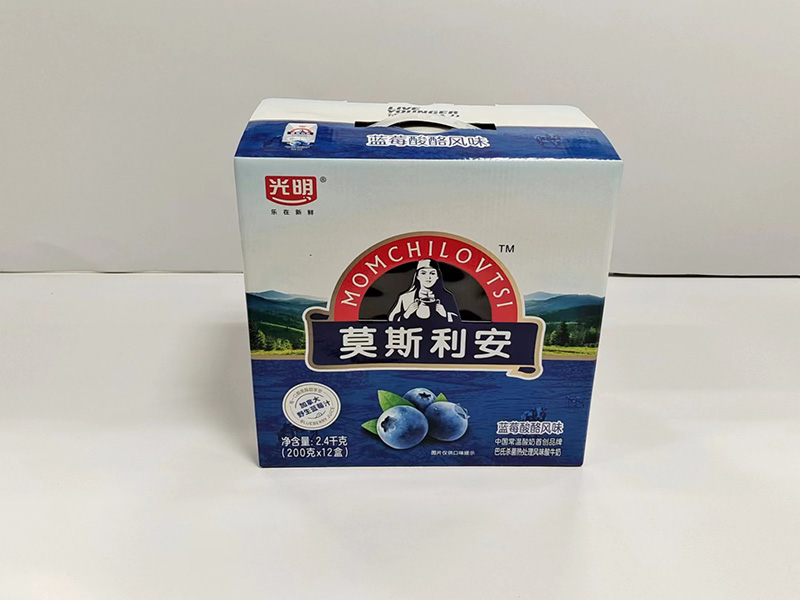 LIVE
YOUNGER
蓝莓酸酪风味
光明®
乐在新鲜
MOMCHILOVTSI
TM
莫斯利安
加拿大
野生蓝莓汁
BLUEBERRY JUICE
净含量: 2.4千克
(200克x12盒)
图片仅供口味提示
蓝莓酸酪风味
中国常温酸奶首创品牌
巴氏杀菌热处理风味酸牛奶